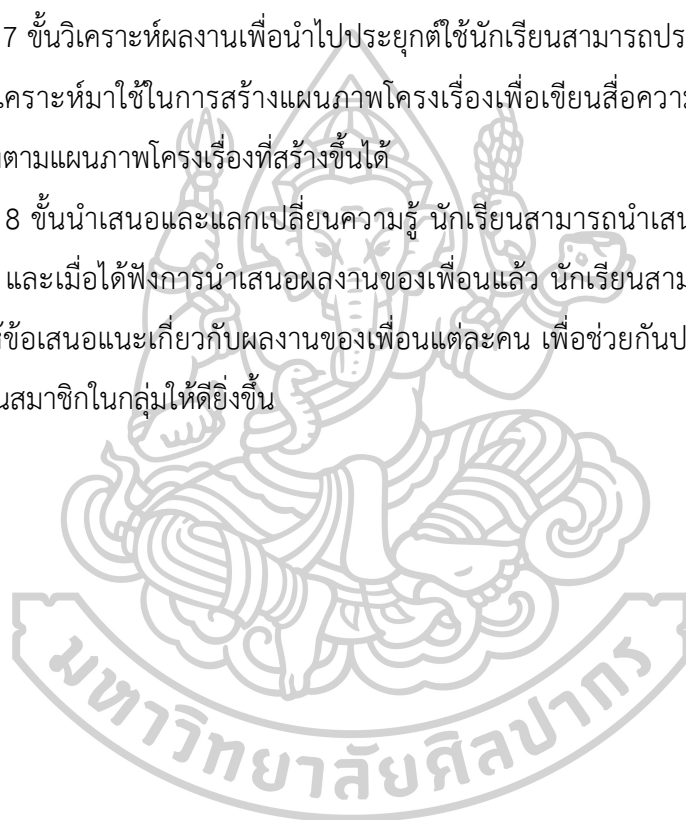 7 ขั้นวิเคราะห์ผลงานเพื่อนำไปประยุกต์ใช้นักเรียนสามารถประ
เคราะห์มาใช้ในการสร้างแผนภาพโครงเรื่องเพื่อเขียนสื่อความ
ตามแผนภาพโครงเรื่องที่สร้างขึ้นได้
8 ขั้นนำเสนอและแลกเปลี่ยนความรู้ นักเรียนสามารถนำเสน
และเมื่อได้ฟังการนำเสนอผลงานของเพื่อนแล้ว นักเรียนสาม
ข้อเสนอแนะเกี่ยวกับผลงานของเพื่อนแต่ละคน เพื่อช่วยกันป
นสมาชิกในกลุ่มให้ดียิ่งขึ้น
มหาวิทยาลัยศิลปากร